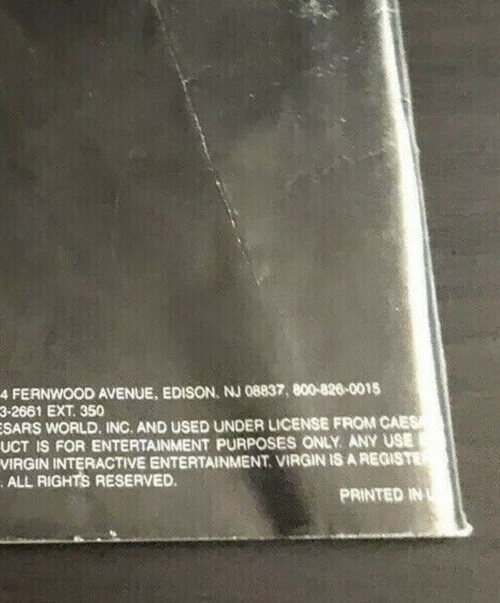 4 FERNWOOD AVENUE, EDISON, NJ 08837, 800-826-0015
3-2661 EXT. 350
ESARS WORLD, INC. AND USED UNDER LICENSE FROM CAESA
UCT IS FOR ENTERTAINMENT PURPOSES ONLY. ANY USE
VIRGIN INTERACTIVE ENTERTAINMENT. VIRGIN IS A REGISTE
. ALL RIGHTS RESERVED.
PRINTED IN U